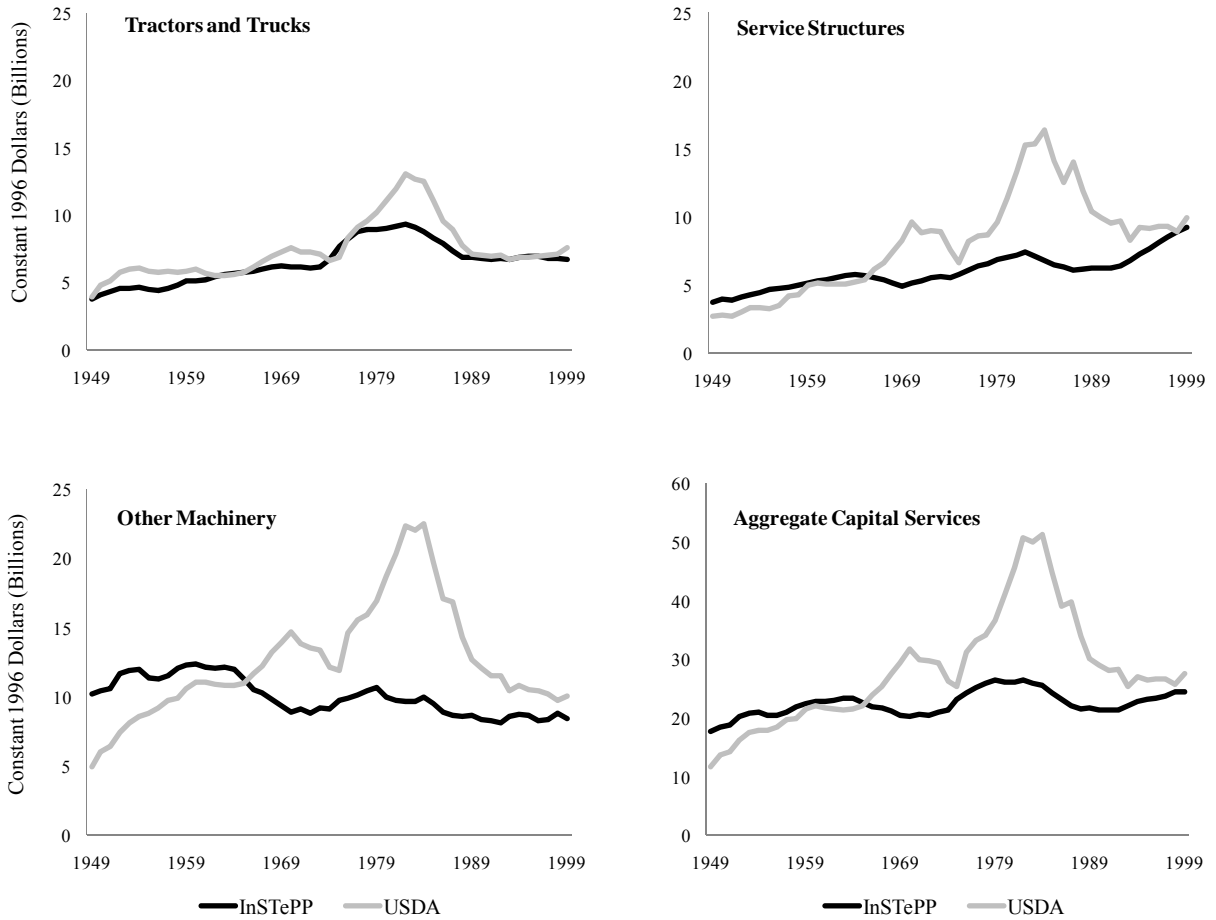 Tractors and Trucks
Constant 1996 Dollars (Billions)
25
20
15
10
5
0
1949 1959 1969 1979 1989 1999
Service Structures
25
20
15
10
5
0
1949 1959 1969 1979 1989 1999
Other Machinery
Constant 1996 Dollars (Billions)
25
20
15
10
5
0
1949 1959 1969 1979 1989 1999
InSTePP USDA
Aggregate Capital Services
60
50
40
30
20
10
0
1949 1959 1969 1979 1989 1999
InSTePP USDA